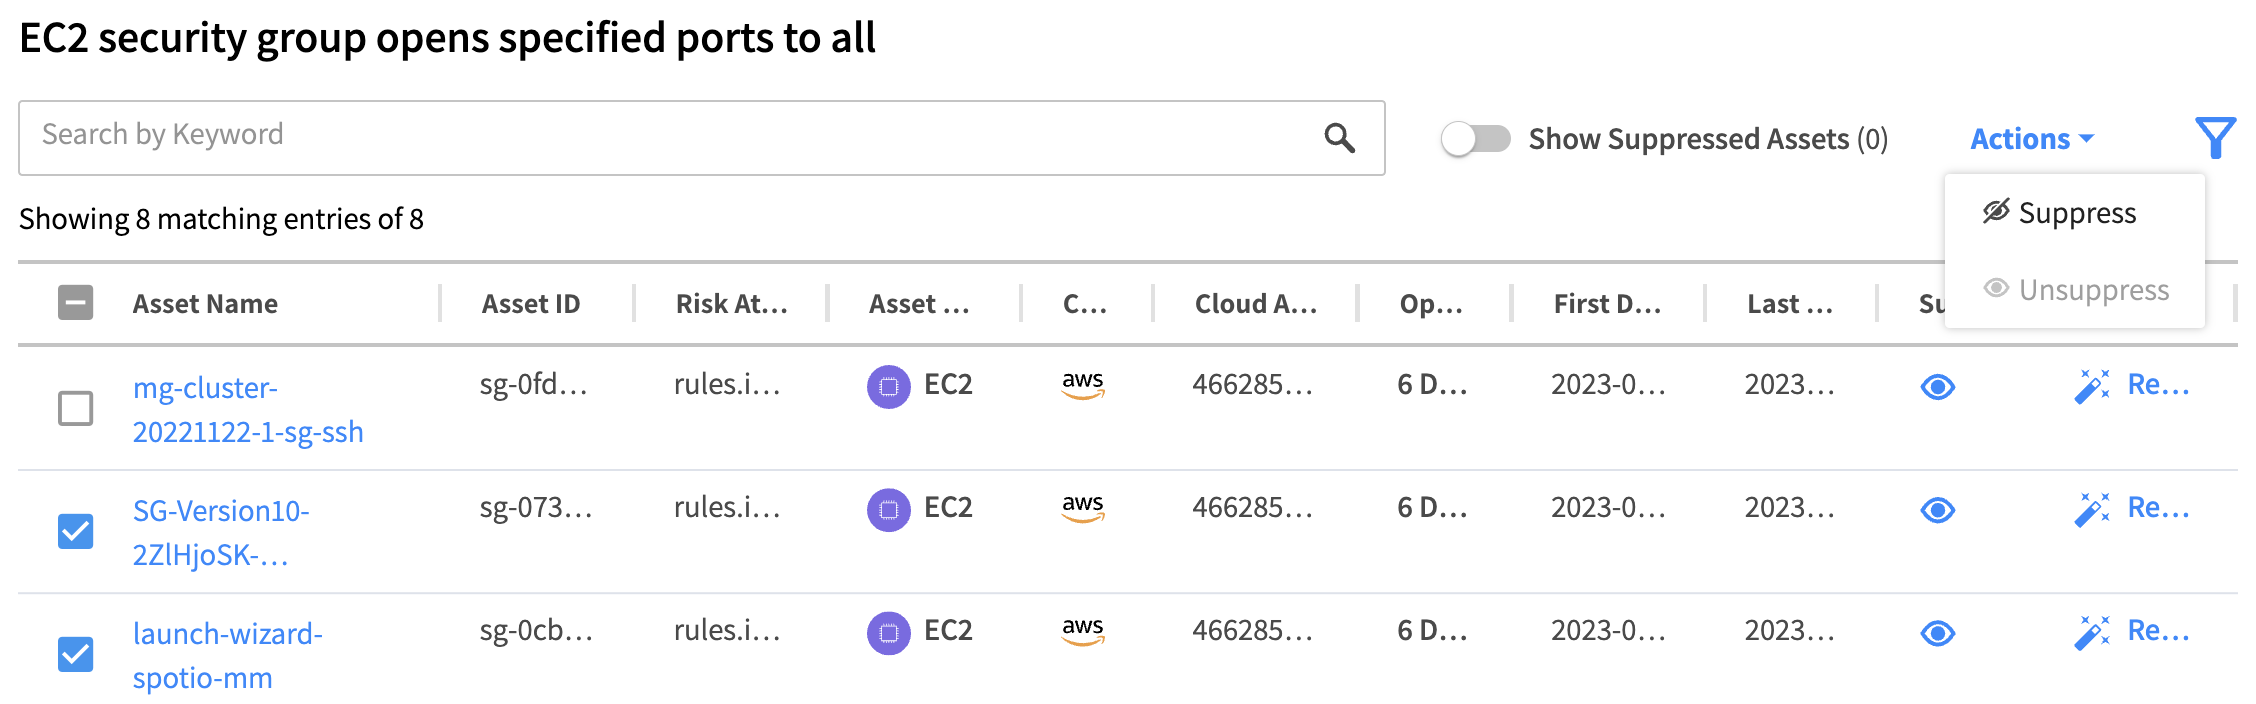 EC2 security group opens specified ports to all
Search by Keyword
Show Suppressed Assets (0)
Actions
Suppress
Unsuppress
Showing 8 matching entries of 8
Asset Name Asset ID Risk At... Asset ... C... Cloud A... Op... First D... Last ... Su
mg-cluster-
20221122-1-sg-ssh
sg-0fd... rules.i... EC2 aws 466285... 6 D... 2023-0... 2023... Re...
SG-Version10-
2ZlHjoSK-...
sg-073... rules.i... EC2 aws 466285... 6 D... 2023-0... 2023... Re...
launch-wizard-
spotio-mm
sg-0cb... rules.i... EC2 aws 466285... 6 D... 2023-0... 2023... Re...